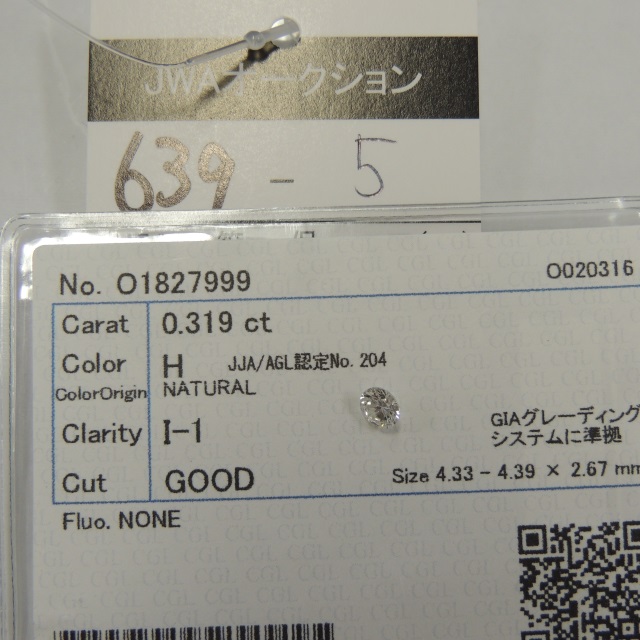 JWAオークション
639 - 5
No. O1827999 O020316
Carat 0.319 ct
Color H JJA/AGL認定No. 204
ColorOrigin NATURAL
Clarity I-1 GIAグレーディング
システムに準拠
Cut GOOD Size 4.33 - 4.39 × 2.67 mm
Fluo. NONE